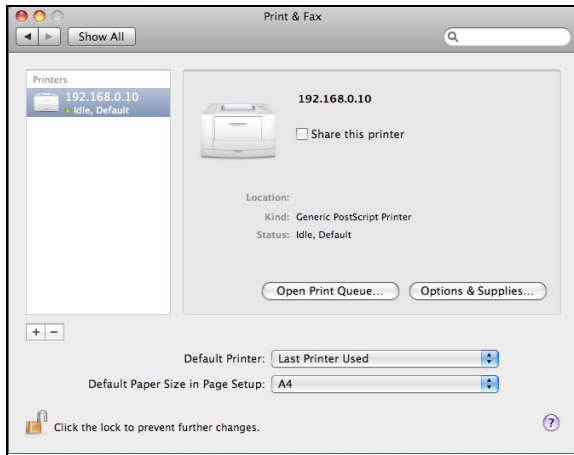 Print & Fax
Show All
Printers
192.168.0.10
Idle, Default
192.168.0.10
Share this printer
Location:
Kind: Generic PostScript Printer
Status: Idle, Default
Open Print Queue...
Options & Supplies...
+ −
Default Printer: Last Printer Used
Default Paper Size in Page Setup: A4
Click the lock to prevent further changes.
?